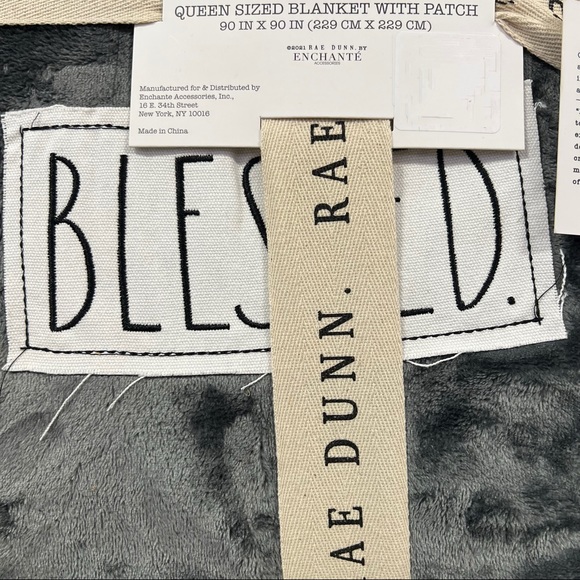 QUEEN SIZED BLANKET WITH PATCH
90 IN X 90 IN (229 CM X 229 CM)
©2021 RAE DUNN. BY
ENCHANTÉ
ACCESSORIES
Manufactured for & Distributed by
Enchante Accessories, Inc.,
16 E. 34th Street
New York, NY 10016
Made in China
BLES ED.
RAE DUNN. RAE